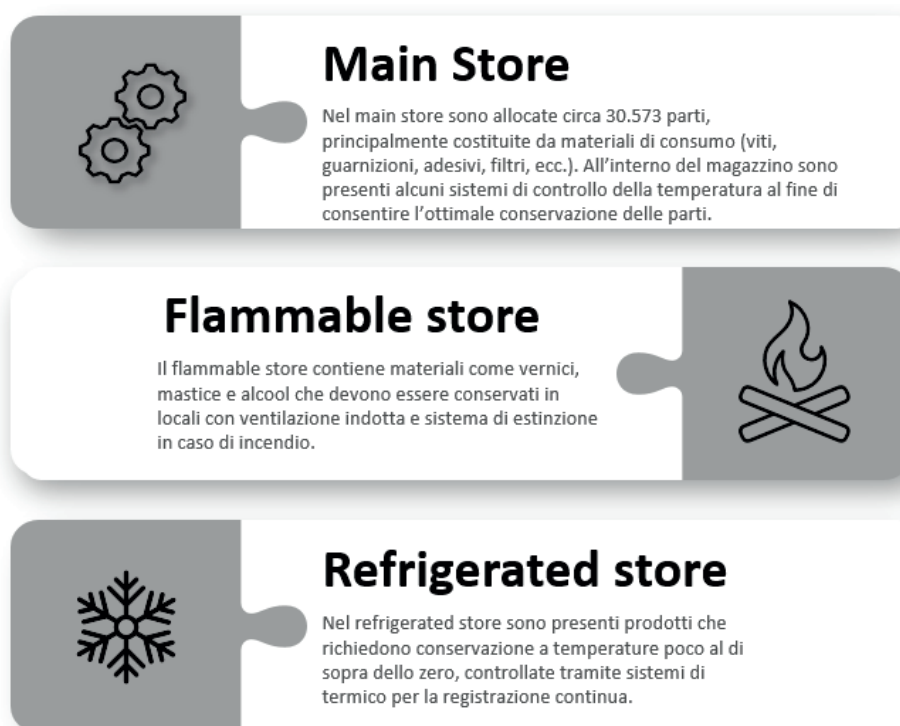 Main Store
Nel main store sono allocate circa 30.573 parti,
principalmente costituite da materiali di consumo (viti,
guarnizioni, adesivi, filtri, ecc.). All’interno del magazzino sono
presenti alcuni sistemi di controllo della temperatura al fine di
consentire l’ottimale conservazione delle parti.
Flammable store
Il flammable store contiene materiali come vernici,
mastice e alcool che devono essere conservati in
locali con ventilazione indotta e sistema di estinzione
in caso di incendio.
Refrigerated store
Nel refrigerated store sono presenti prodotti che
richiedono conservazione a temperature poco al di
sopra dello zero, controllate tramite sistemi di
termico per la registrazione continua.